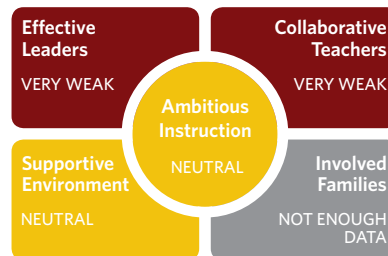 Effective
Leaders
VERY WEAK
Collaborative
Teachers
VERY WEAK
Ambitious
Instruction
NEUTRAL
Supportive
Environment
NEUTRAL
Involved
Families
NOT ENOUGH
DATA